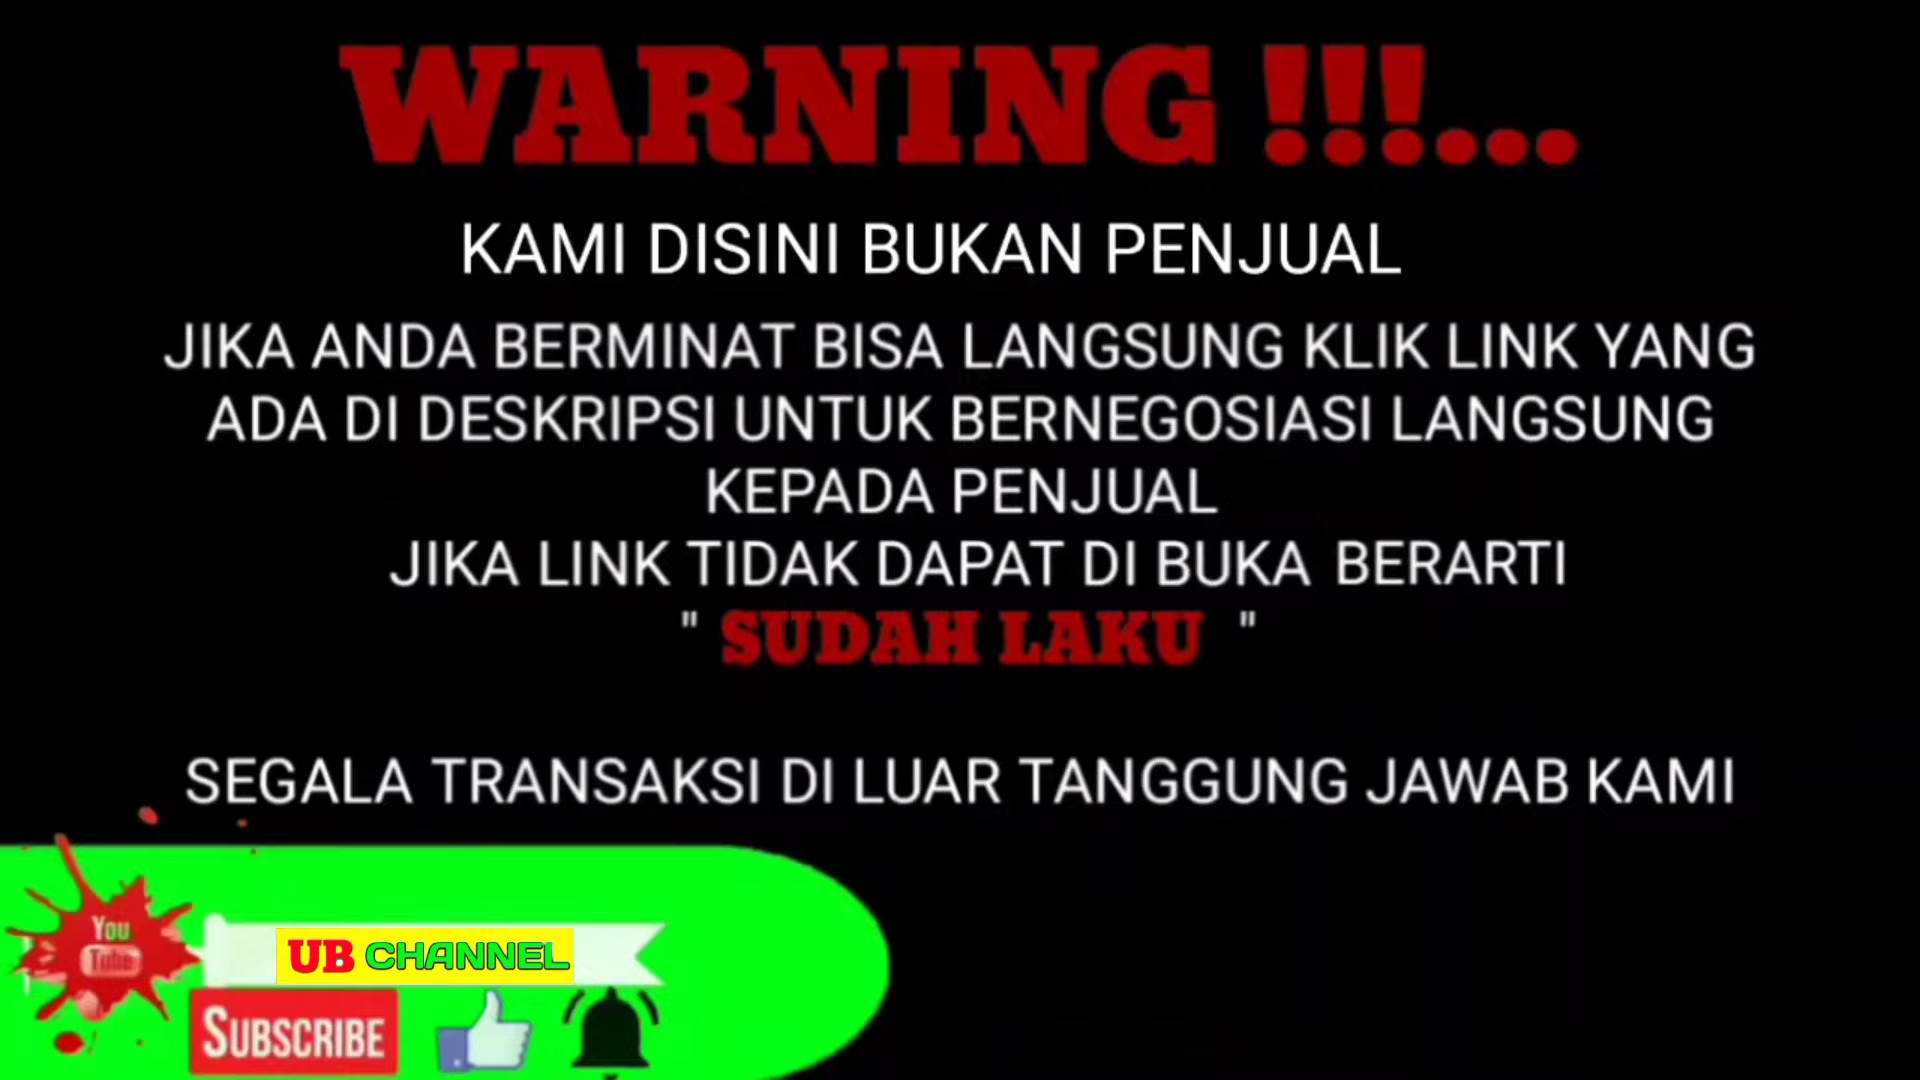 WARNING !!!...
KAMI DISINI BUKAN PENJUAL
JIKA ANDA BERMINAT BISA LANGSUNG KLIK LINK YANG
ADA DI DESKRIPSI UNTUK BERNEGOSIASI LANGSUNG
KEPADA PENJUAL
JIKA LINK TIDAK DAPAT DI BUKA BERARTI
" SUDAH LAKU "
SEGALA TRANSAKSI DI LUAR TANGGUNG JAWAB KAMI
You
Tube
UB CHANNEL
SUBSCRIBE